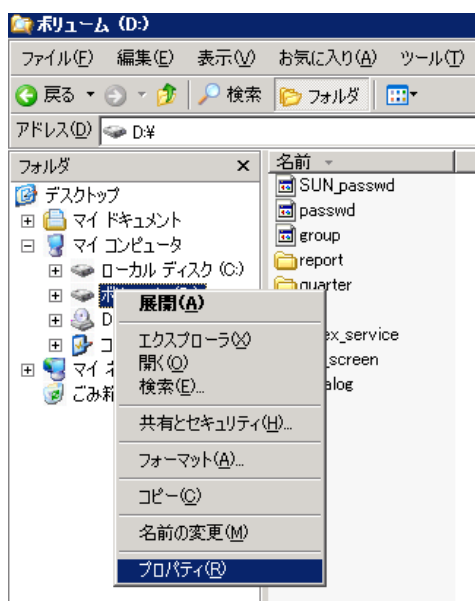 ボリューム (D:)
ファイル(F) 編集(E) 表示(V) お気に入り(A) ツール(T)
戻る 検索 フォルダ
アドレス(D) D:¥
フォルダ x
名前
デスクトップ
マイ ドキュメント
マイ コンピュータ
ローカル ディスク (C:)
マイ
ごみ
SUN_passwd
passwd
group
report
quarter
ex_service
_screen
alog
展開(A)
エクスプローラ(X)
開く(O)
検索(E)...
共有とセキュリティ(H)...
フォーマット(A)...
コピー(C)
名前の変更(M)
プロパティ(R)